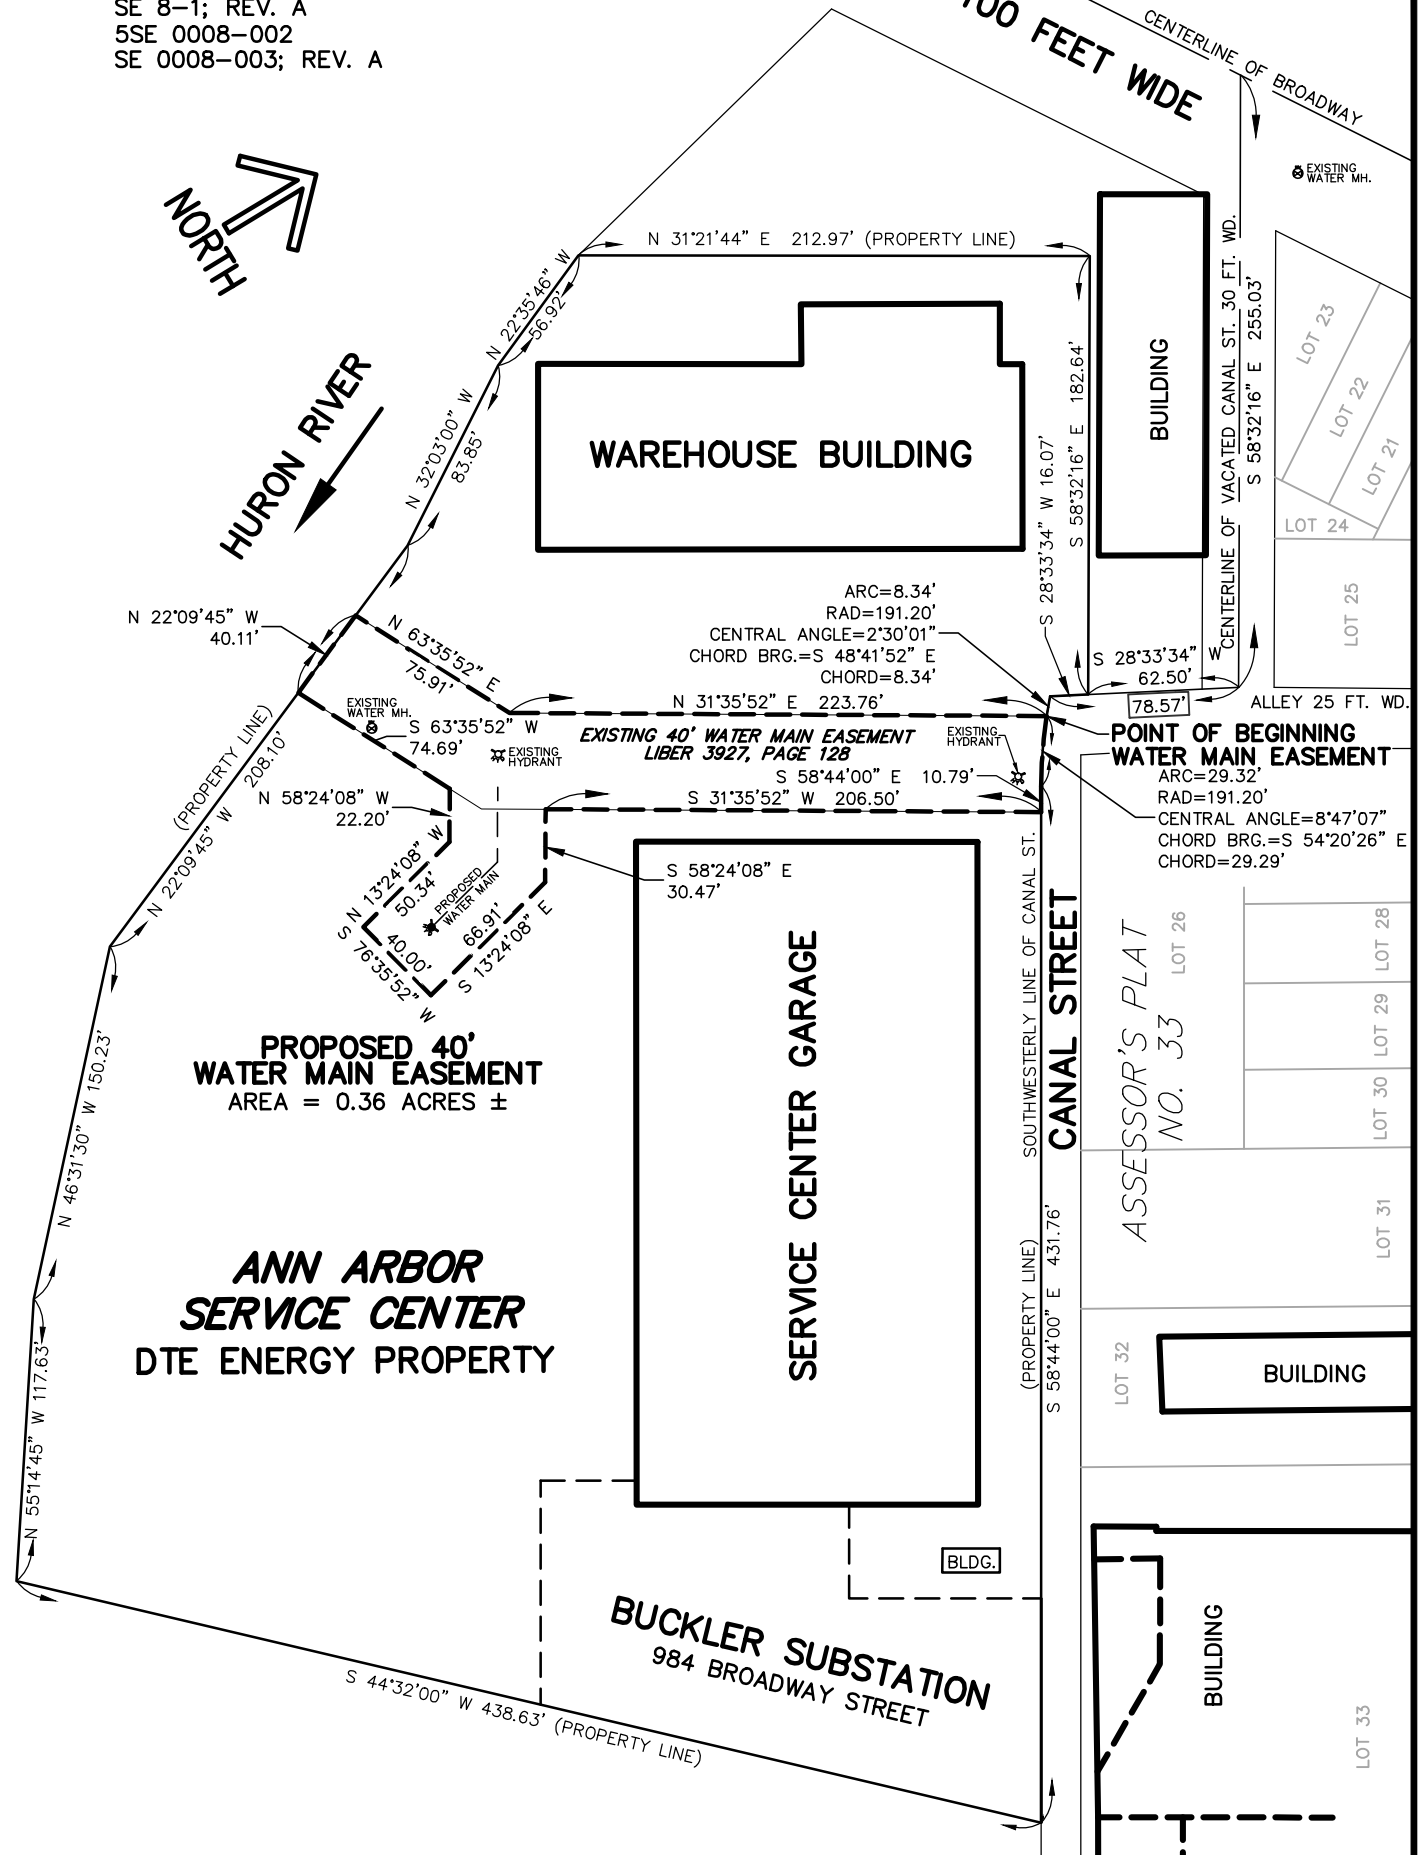 SE 8-1; REV. A
5SE 0008-002
SE 0008-003; REV. A
100 FEET WIDE
CENTERLINE OF BROADWAY
EXISTING
WATER MH.
NORTH
HURON RIVER
N 31°21'44" E 212.97' (PROPERTY LINE)
N 22°35'46" W
56.92'
N 32°03'00" W
83.85'
WAREHOUSE BUILDING
BUILDING
S 58°32'16" E 182.64'
S 28°33'34" W 16.07'
CENTERLINE OF VACATED CANAL ST. 30 FT. WD.
S 58°32'16" E 255.03'
LOT 23
LOT 22
LOT 21
LOT 24
LOT 25
ARC=8.34'
RAD=191.20'
CENTRAL ANGLE=2°30'01"
CHORD BRG.=S 48°41'52" E
CHORD=8.34'
N 22°09'45" W
40.11'
N 63°35'52" E
75.91'
S 28°33'34" W
62.50'
78.57'
ALLEY 25 FT. WD.
N 31°35'52" E 223.76'
EXISTING
WATER MH.
S 63°35'52" W
74.69'
EXISTING
HYDRANT
EXISTING 40' WATER MAIN EASEMENT
LIBER 3927, PAGE 128
EXISTING
HYDRANT
POINT OF BEGINNING
WATER MAIN EASEMENT
ARC=29.32'
RAD=191.20'
CENTRAL ANGLE=8°47'07"
CHORD BRG.=S 54°20'26" E
CHORD=29.29'
S 58°44'00" E 10.79'
S 31°35'52" W 206.50'
(PROPERTY LINE)
N 22°09'45" W 208.10'
N 58°24'08" W
22.20'
N 13°24'08" W
50.34'
PROPOSED
WATER MAIN
S 76°35'52" W
40.00'
66.91'
S 13°24'08" E
S 58°24'08" E
30.47'
PROPOSED 40'
WATER MAIN EASEMENT
AREA = 0.36 ACRES ±
SERVICE CENTER GARAGE
SOUTHWESTERLY LINE OF CANAL ST.
CANAL STREET
ASSESSOR'S PLAT
NO. 33
LOT 26
LOT 28
LOT 29
LOT 30
LOT 31
N 46°31'30" W 150.23'
ANN ARBOR
SERVICE CENTER
DTE ENERGY PROPERTY
(PROPERTY LINE)
S 58°44'00" E 431.76'
LOT 32
BUILDING
N 55°14'45" W 117.63'
BLDG.
BUCKLER SUBSTATION
984 BROADWAY STREET
BUILDING
LOT 33
S 44°32'00" W 438.63' (PROPERTY LINE)